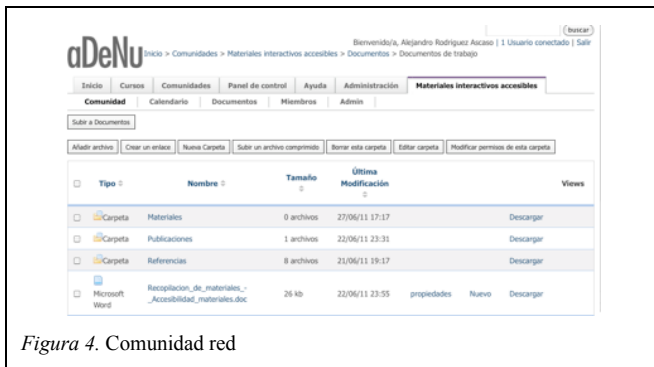 buscar
aDeNu
Bienvenido/a, Alejandro Rodriguez Ascaso | 1 Usuario conectado | Salir
Inicio > Comunidades > Materiales interactivos accesibles > Documentos > Documentos de trabajo
Inicio Cursos Comunidades Panel de control Ayuda Administración Materiales interactivos accesibles
Comunidad Calendario Documentos Miembros Admin
Subir a Documentos
Añadir archivo Crear un enlace Nueva Carpeta Subir un archivo comprimido Borrar esta carpeta Editar carpeta Modificar permisos de esta carpeta
Tipo Nombre Tamaño Última Modificación Views
Carpeta Materiales 0 archivos 27/06/11 17:17 Descargar
Carpeta Publicaciones 1 archivos 22/06/11 23:31 Descargar
Carpeta Referencias 8 archivos 21/06/11 19:17 Descargar
Microsoft Word Recopilacion_de_materiales_-_Accesibilidad_materiales.doc 26 kb 22/06/11 23:55 propiedades Nuevo Descargar
Figura 4. Comunidad red